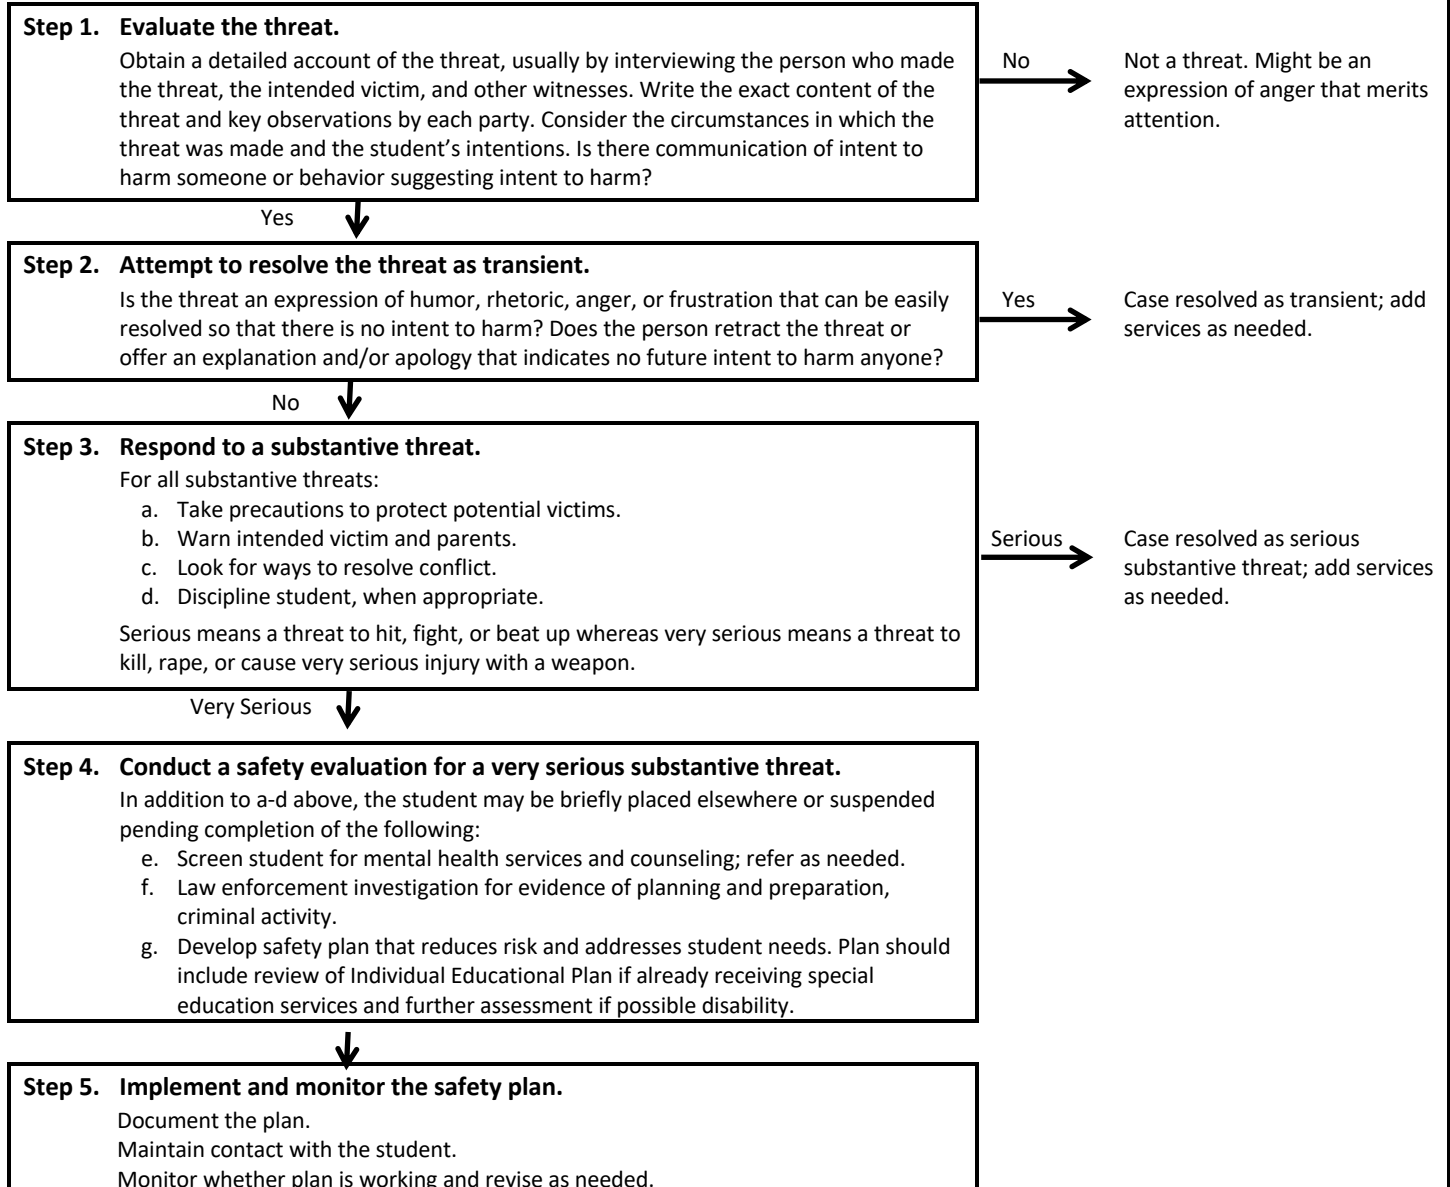 Step 1. Evaluate the threat.
Obtain a detailed account of the threat, usually by interviewing the person who made
the threat, the intended victim, and other witnesses. Write the exact content of the
threat and key observations by each party. Consider the circumstances in which the
threat was made and the student’s intentions. Is there communication of intent to
harm someone or behavior suggesting intent to harm?
No
Not a threat. Might be an
expression of anger that merits
attention.
Yes
Step 2. Attempt to resolve the threat as transient.
Is the threat an expression of humor, rhetoric, anger, or frustration that can be easily
resolved so that there is no intent to harm? Does the person retract the threat or
offer an explanation and/or apology that indicates no future intent to harm anyone?
Yes
Case resolved as transient; add
services as needed.
No
Step 3. Respond to a substantive threat.
For all substantive threats:
a. Take precautions to protect potential victims.
b. Warn intended victim and parents.
c. Look for ways to resolve conflict.
d. Discipline student, when appropriate.
Serious means a threat to hit, fight, or beat up whereas very serious means a threat to
kill, rape, or cause very serious injury with a weapon.
Serious
Case resolved as serious
substantive threat; add services
as needed.
Very Serious
Step 4. Conduct a safety evaluation for a very serious substantive threat.
In addition to a-d above, the student may be briefly placed elsewhere or suspended
pending completion of the following:
e. Screen student for mental health services and counseling; refer as needed.
f. Law enforcement investigation for evidence of planning and preparation,
criminal activity.
g. Develop safety plan that reduces risk and addresses student needs. Plan should
include review of Individual Educational Plan if already receiving special
education services and further assessment if possible disability.
Step 5. Implement and monitor the safety plan.
Document the plan.
Maintain contact with the student.
Monitor whether plan is working and revise as needed.